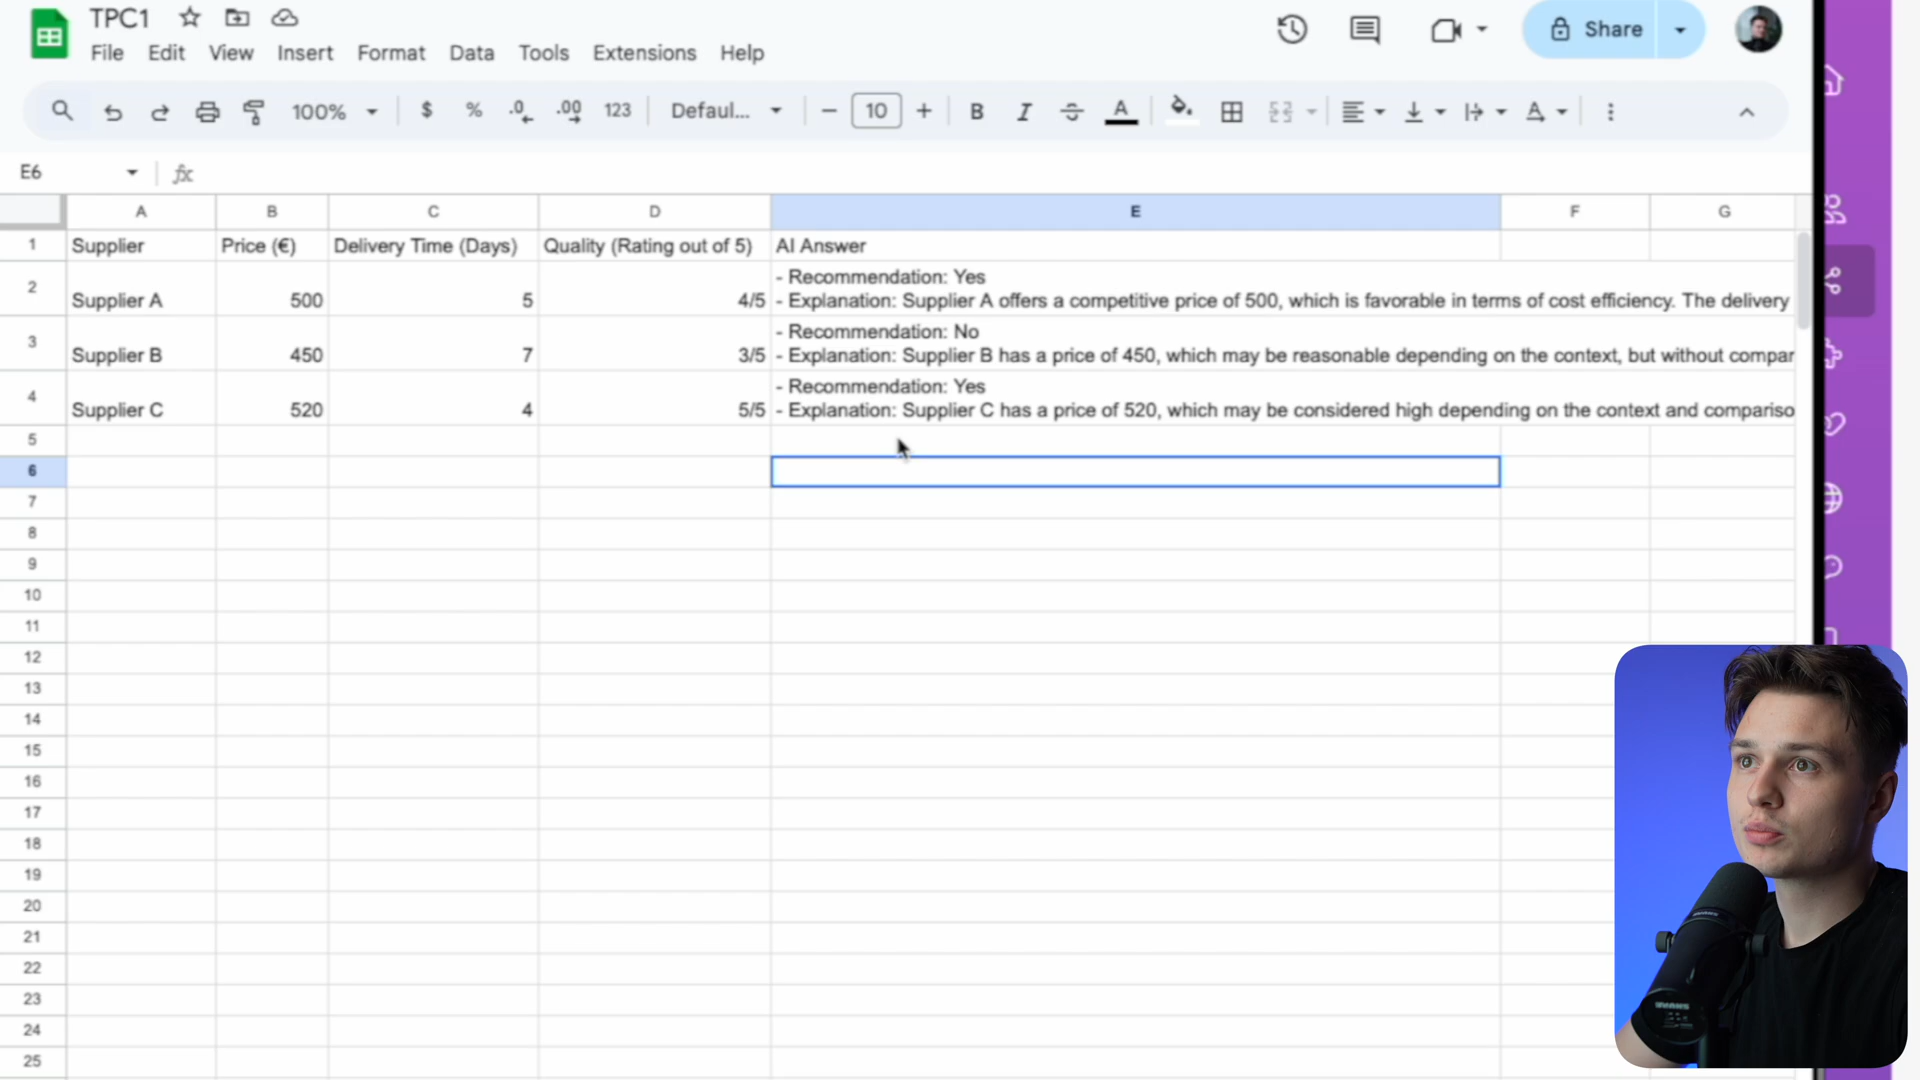 TPC1
File Edit View Insert Format Data Tools Extensions Help
Share
100% $ % .0 .00 123 Defaul... 10 B I A
E6 fx
A B C D E F G
1 Supplier Price (€) Delivery Time (Days) Quality (Rating out of 5) AI Answer
- Recommendation: Yes
2 Supplier A 500 5 4/5 - Explanation: Supplier A offers a competitive price of 500, which is favorable in terms of cost efficiency. The delivery
- Recommendation: No
3 Supplier B 450 7 3/5 - Explanation: Supplier B has a price of 450, which may be reasonable depending on the context, but without compar
- Recommendation: Yes
4 Supplier C 520 4 5/5 - Explanation: Supplier C has a price of 520, which may be considered high depending on the context and compariso
5
6
7
8
9
10
11
12
13
14
15
16
17
18
19
20
21
22
23
24
25